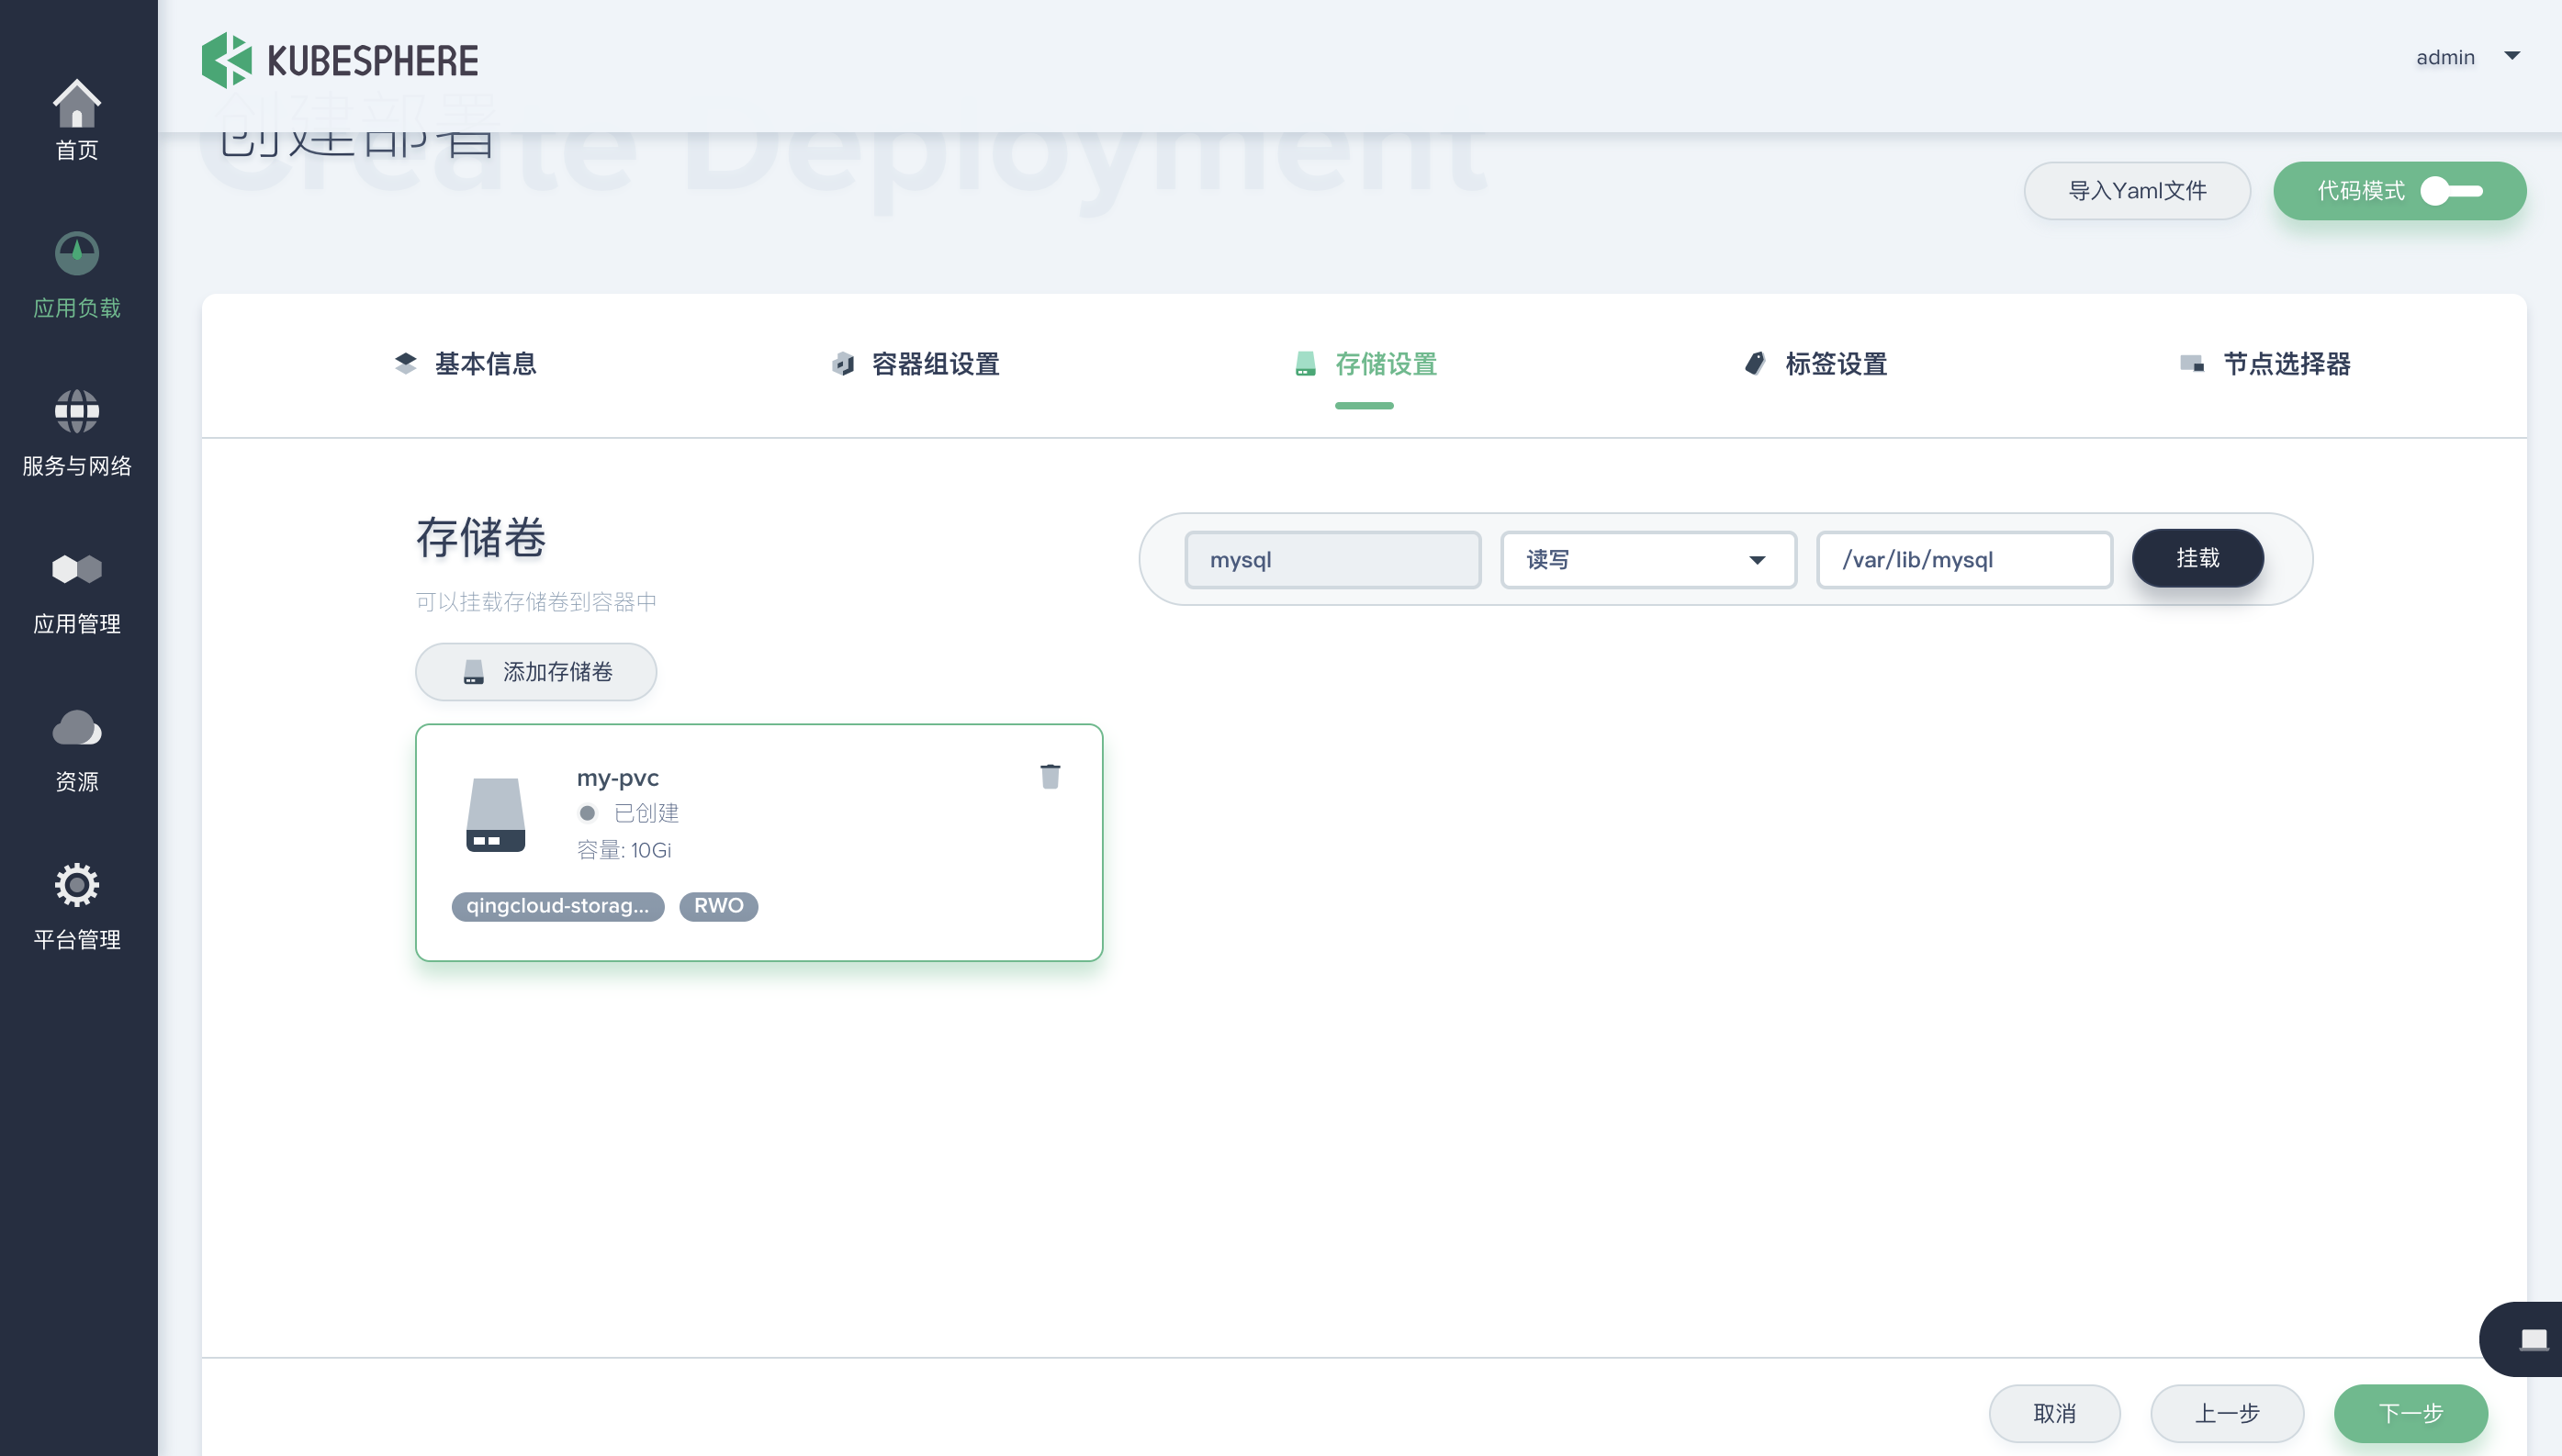 KUBESPHERE
admin
创建部署
Create Deployment
导入Yaml文件
代码模式
首页
应用负载
服务与网络
应用管理
资源
平台管理
基本信息
容器组设置
存储设置
标签设置
节点选择器
存储卷
可以挂载存储卷到容器中
添加存储卷
mysql
读写
/var/lib/mysql
挂载
my-pvc
已创建
容量: 10Gi
qingcloud-storag...
RWO
取消
上一步
下一步